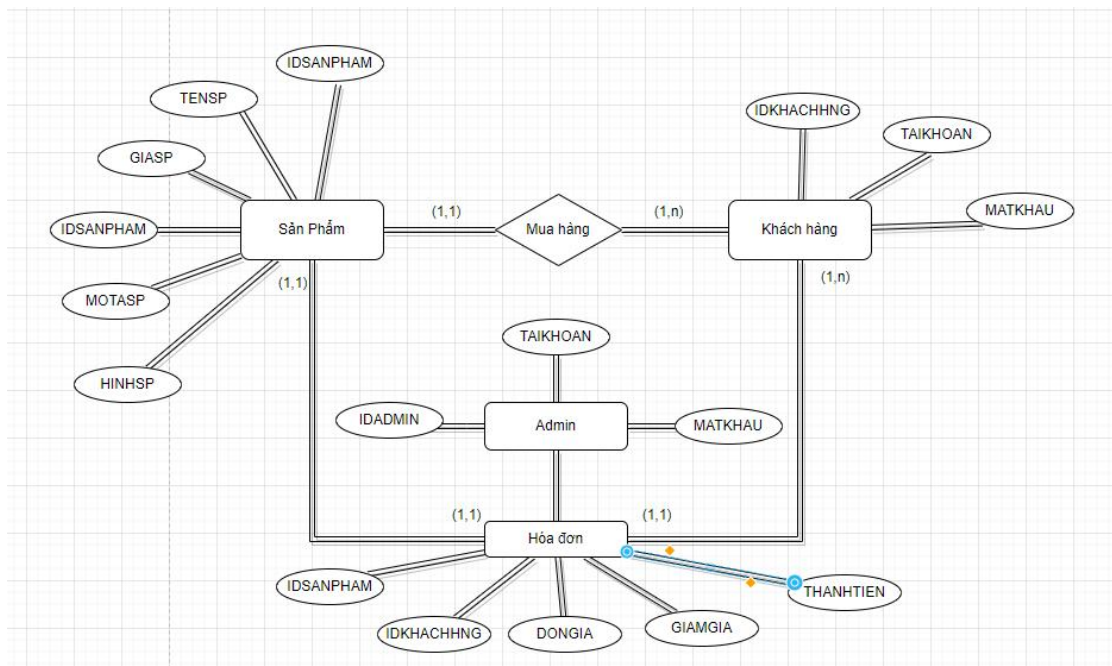 IDSANPHAM
TENSP
IDKHACHHNG
TAIKHOAN
GIASP
MATKHAU
(1,1)
(1,n)
IDSANPHAM
Sản Phẩm
Mua hàng
Khách hàng
(1,1)
(1,n)
MOTASP
TAIKHOAN
HINHSP
IDADMIN
Admin
MATKHAU
(1,1)
(1,1)
Hóa đơn
IDSANPHAM
THANHTIEN
IDKHACHHNG
DONGIA
GIAMGIA